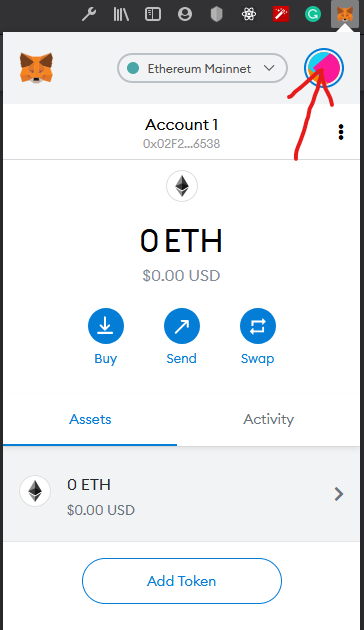 Ethereum Mainnet
Account 1
0x02F2...6538
0 ETH
$0.00 USD
Buy
Send
Swap
Assets
Activity
0 ETH
$0.00 USD
Add Token